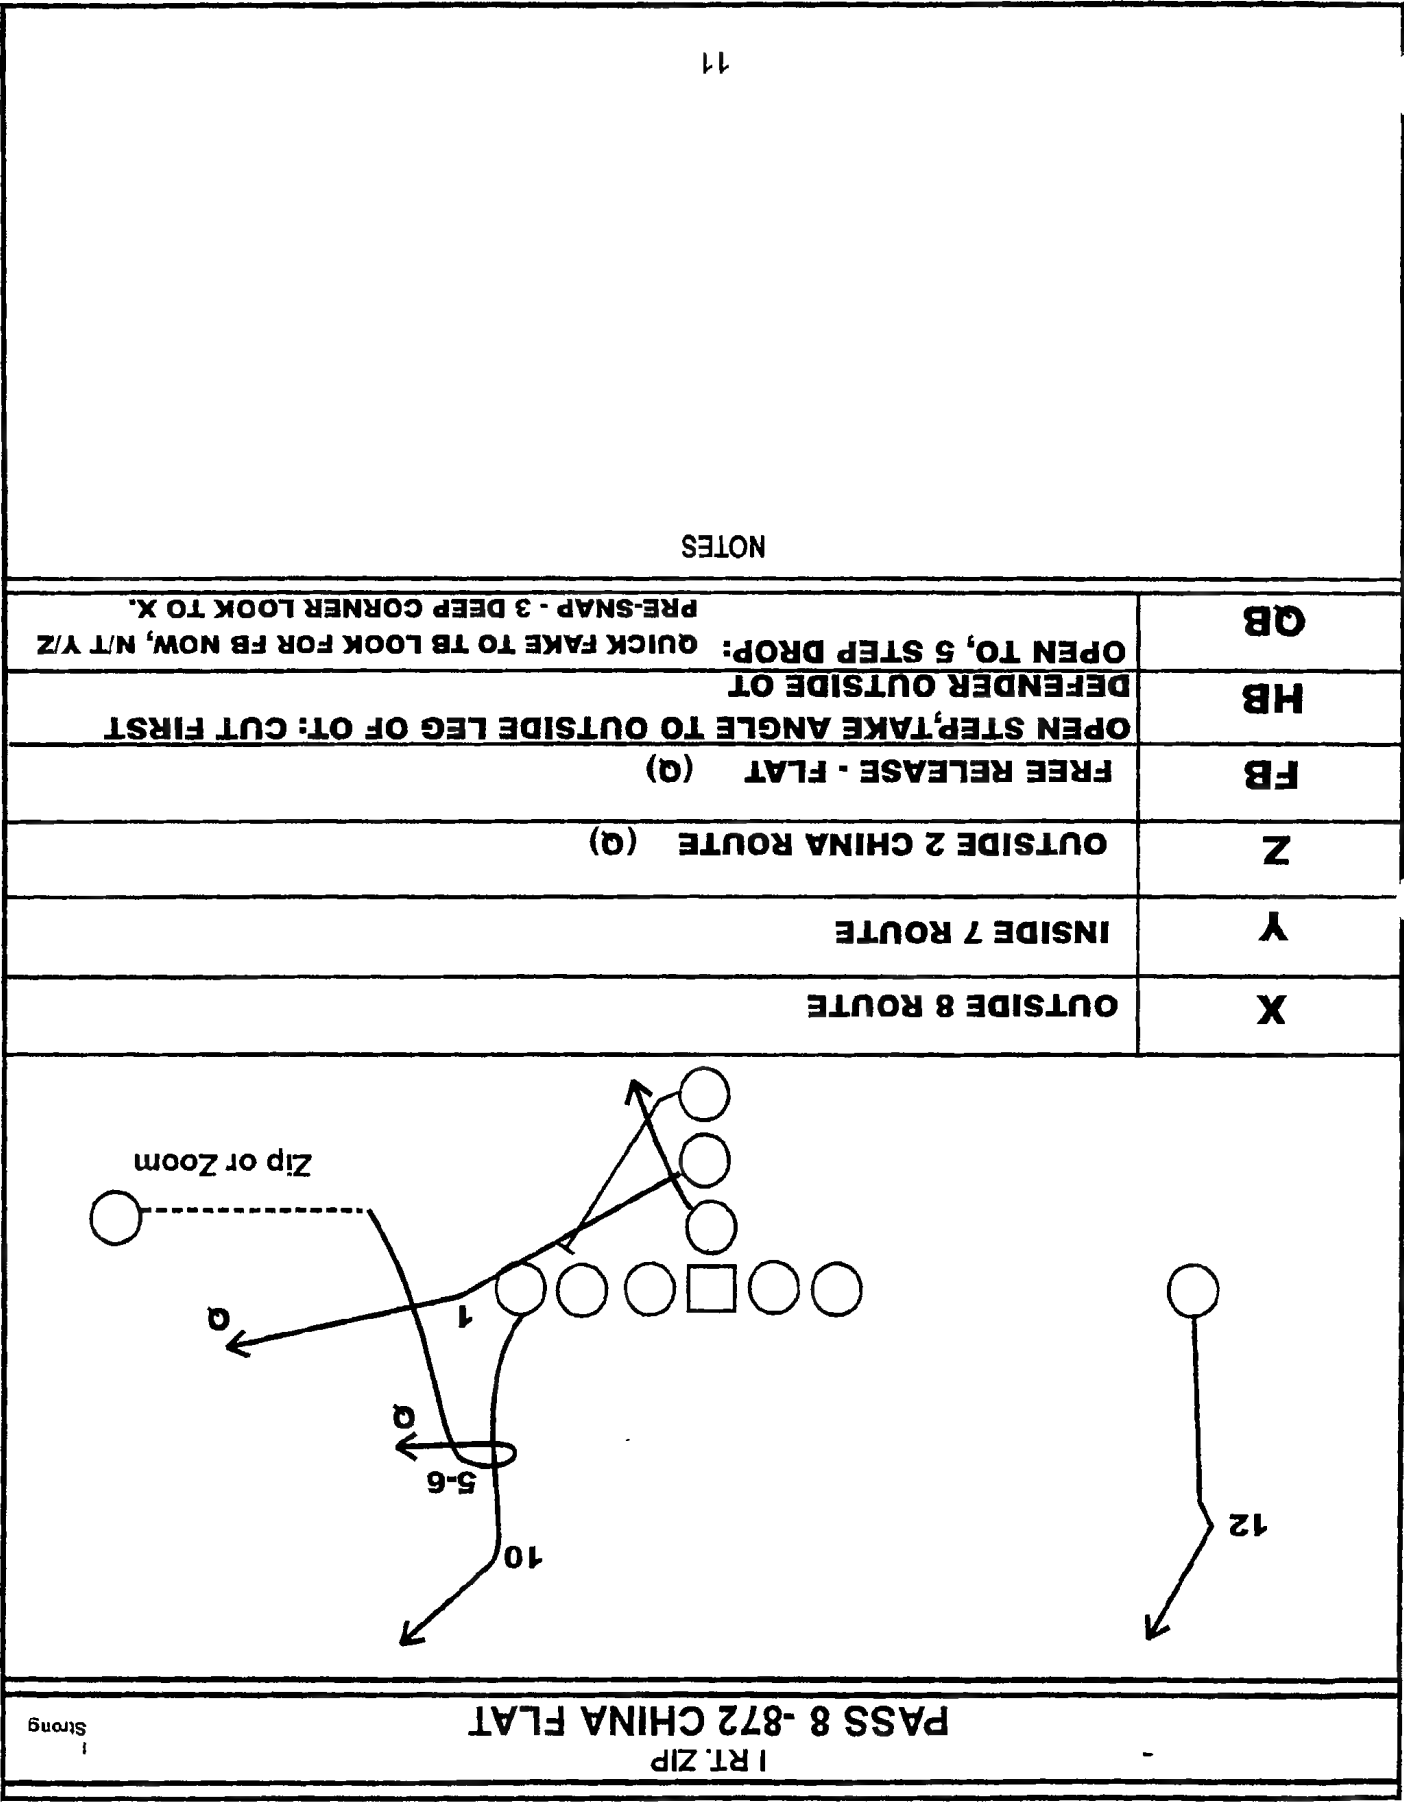 I RT. ZIP
PASS 8 -872 CHINA FLAT
I
Strong
12
10
5-6
Q
1
Q
Zip or Zoom
X OUTSIDE 8 ROUTE
Y INSIDE 7 ROUTE
Z OUTSIDE 2 CHINA ROUTE (Q)
FB FREE RELEASE - FLAT (Q)
HB OPEN STEP,TAKE ANGLE TO OUTSIDE LEG OF OT: CUT FIRST
DEFENDER OUTSIDE OT
QB OPEN TO, 5 STEP DROP: QUICK FAKE TO TB LOOK FOR FB NOW, N/T Y/Z
PRE-SNAP - 3 DEEP CORNER LOOK TO X.
NOTES
11